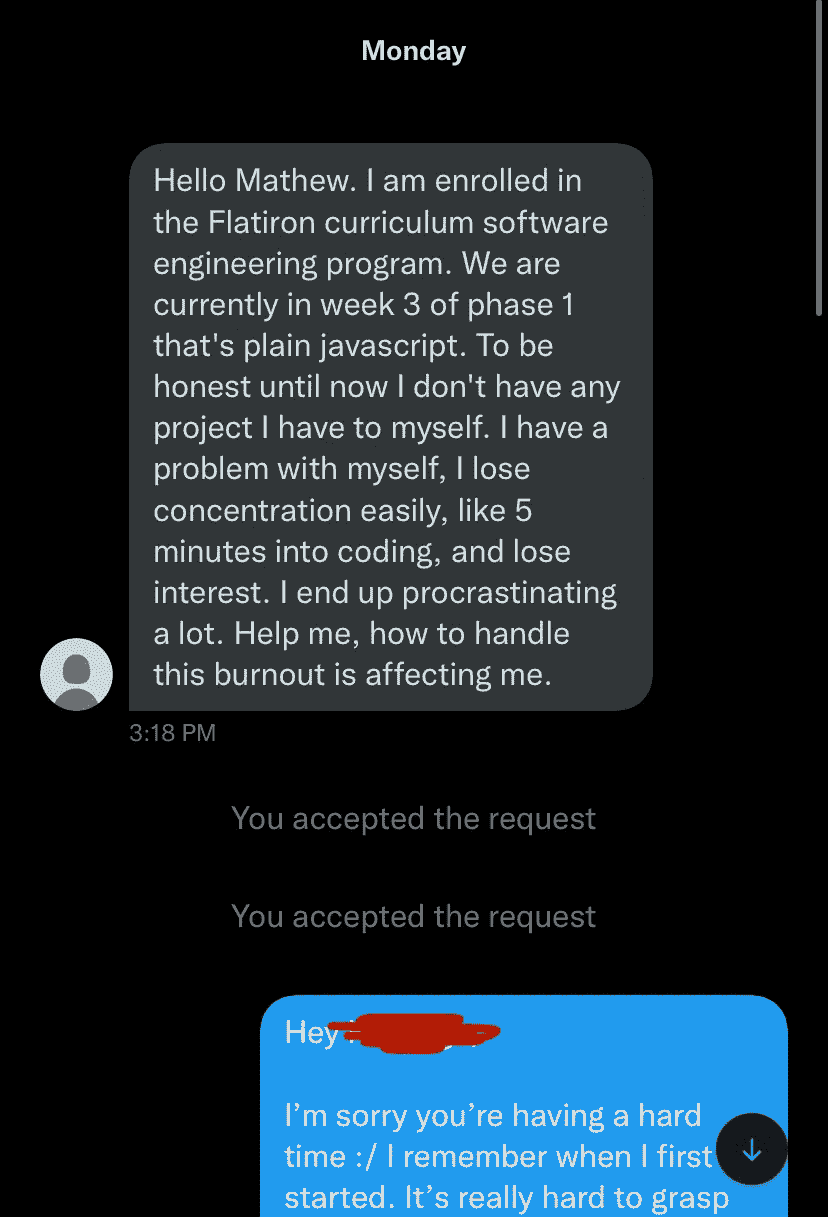 Monday
Hello Mathew. I am enrolled in
the Flatiron curriculum software
engineering program. We are
currently in week 3 of phase 1
that's plain javascript. To be
honest until now I don't have any
project I have to myself. I have a
problem with myself, I lose
concentration easily, like 5
minutes into coding, and lose
interest. I end up procrastinating
a lot. Help me, how to handle
this burnout is affecting me.
3:18 PM
You accepted the request
You accepted the request
Hey
I’m sorry you’re having a hard
time :/ I remember when I first
started. It’s really hard to grasp